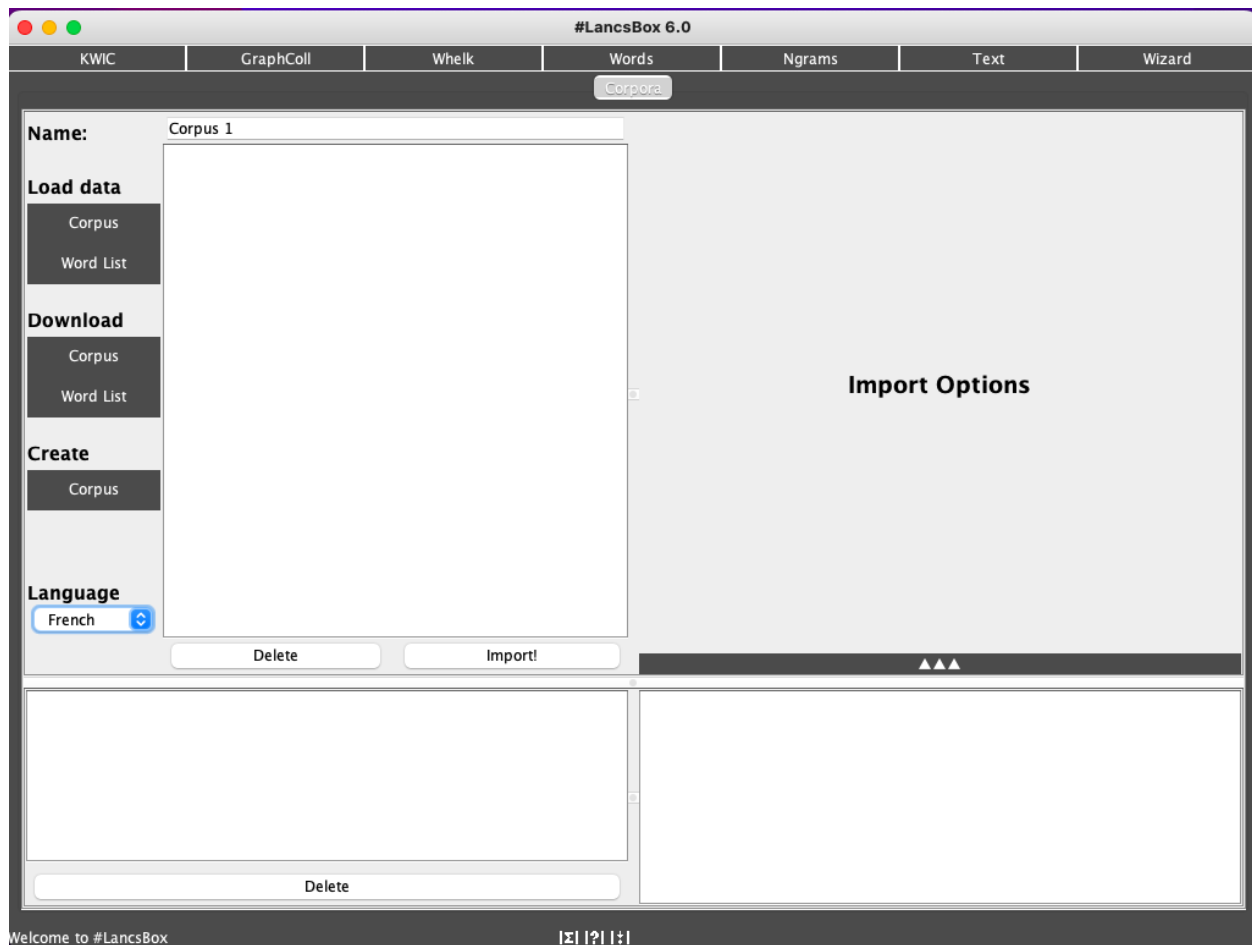 #LancsBox 6.0
KWIC GraphColl Whelk Words Ngrams Text Wizard
Corpora
Name: Corpus 1
Load data
Corpus
Word List
Download
Corpus
Word List
Import Options
Create
Corpus
Language
French
Delete Import!
▲▲▲
Delete
Welcome to #LancsBox |Σ| |?| |‡|